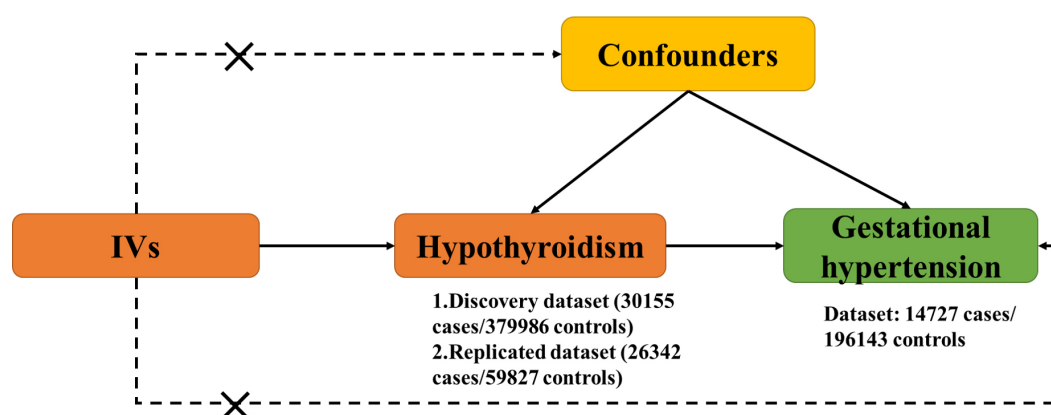 Confounders
IVs
Hypothyroidism
Gestational
hypertension
1.Discovery dataset (30155
cases/379986 controls)
2.Replicated dataset (26342
cases/59827 controls)
Dataset: 14727 cases/
196143 controls